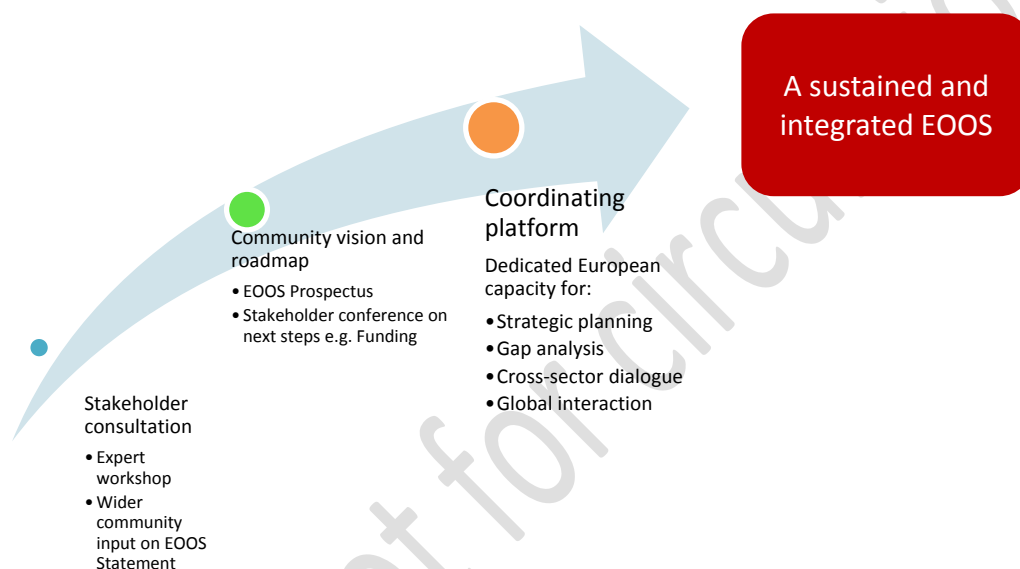 A sustained and
integrated EOOS
Coordinating
platform
Dedicated European
capacity for:
•Strategic planning
•Gap analysis
•Cross-sector dialogue
•Global interaction
Community vision and
roadmap
•EOOS Prospectus
•Stakeholder conference on
next steps e.g. Funding
Stakeholder
consultation
•Expert
workshop
•Wider
community
input on EOOS
Statement
t for circu